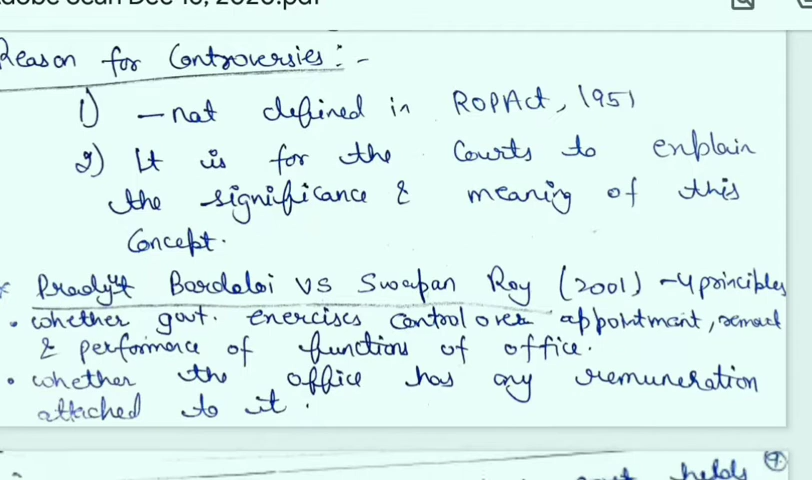 Reason for Controversies :-
1) - not defined in ROPAct, 1951
2) It is for the Courts to explain
the significance & meaning of this
Concept.
Pradyut Bardaloi VS Swapan Roy (2001) - 4 principles
• whether govt. exercises control over appointment, removal
& performance of functions of office.
• whether the office has any remuneration
attached to it.
helds